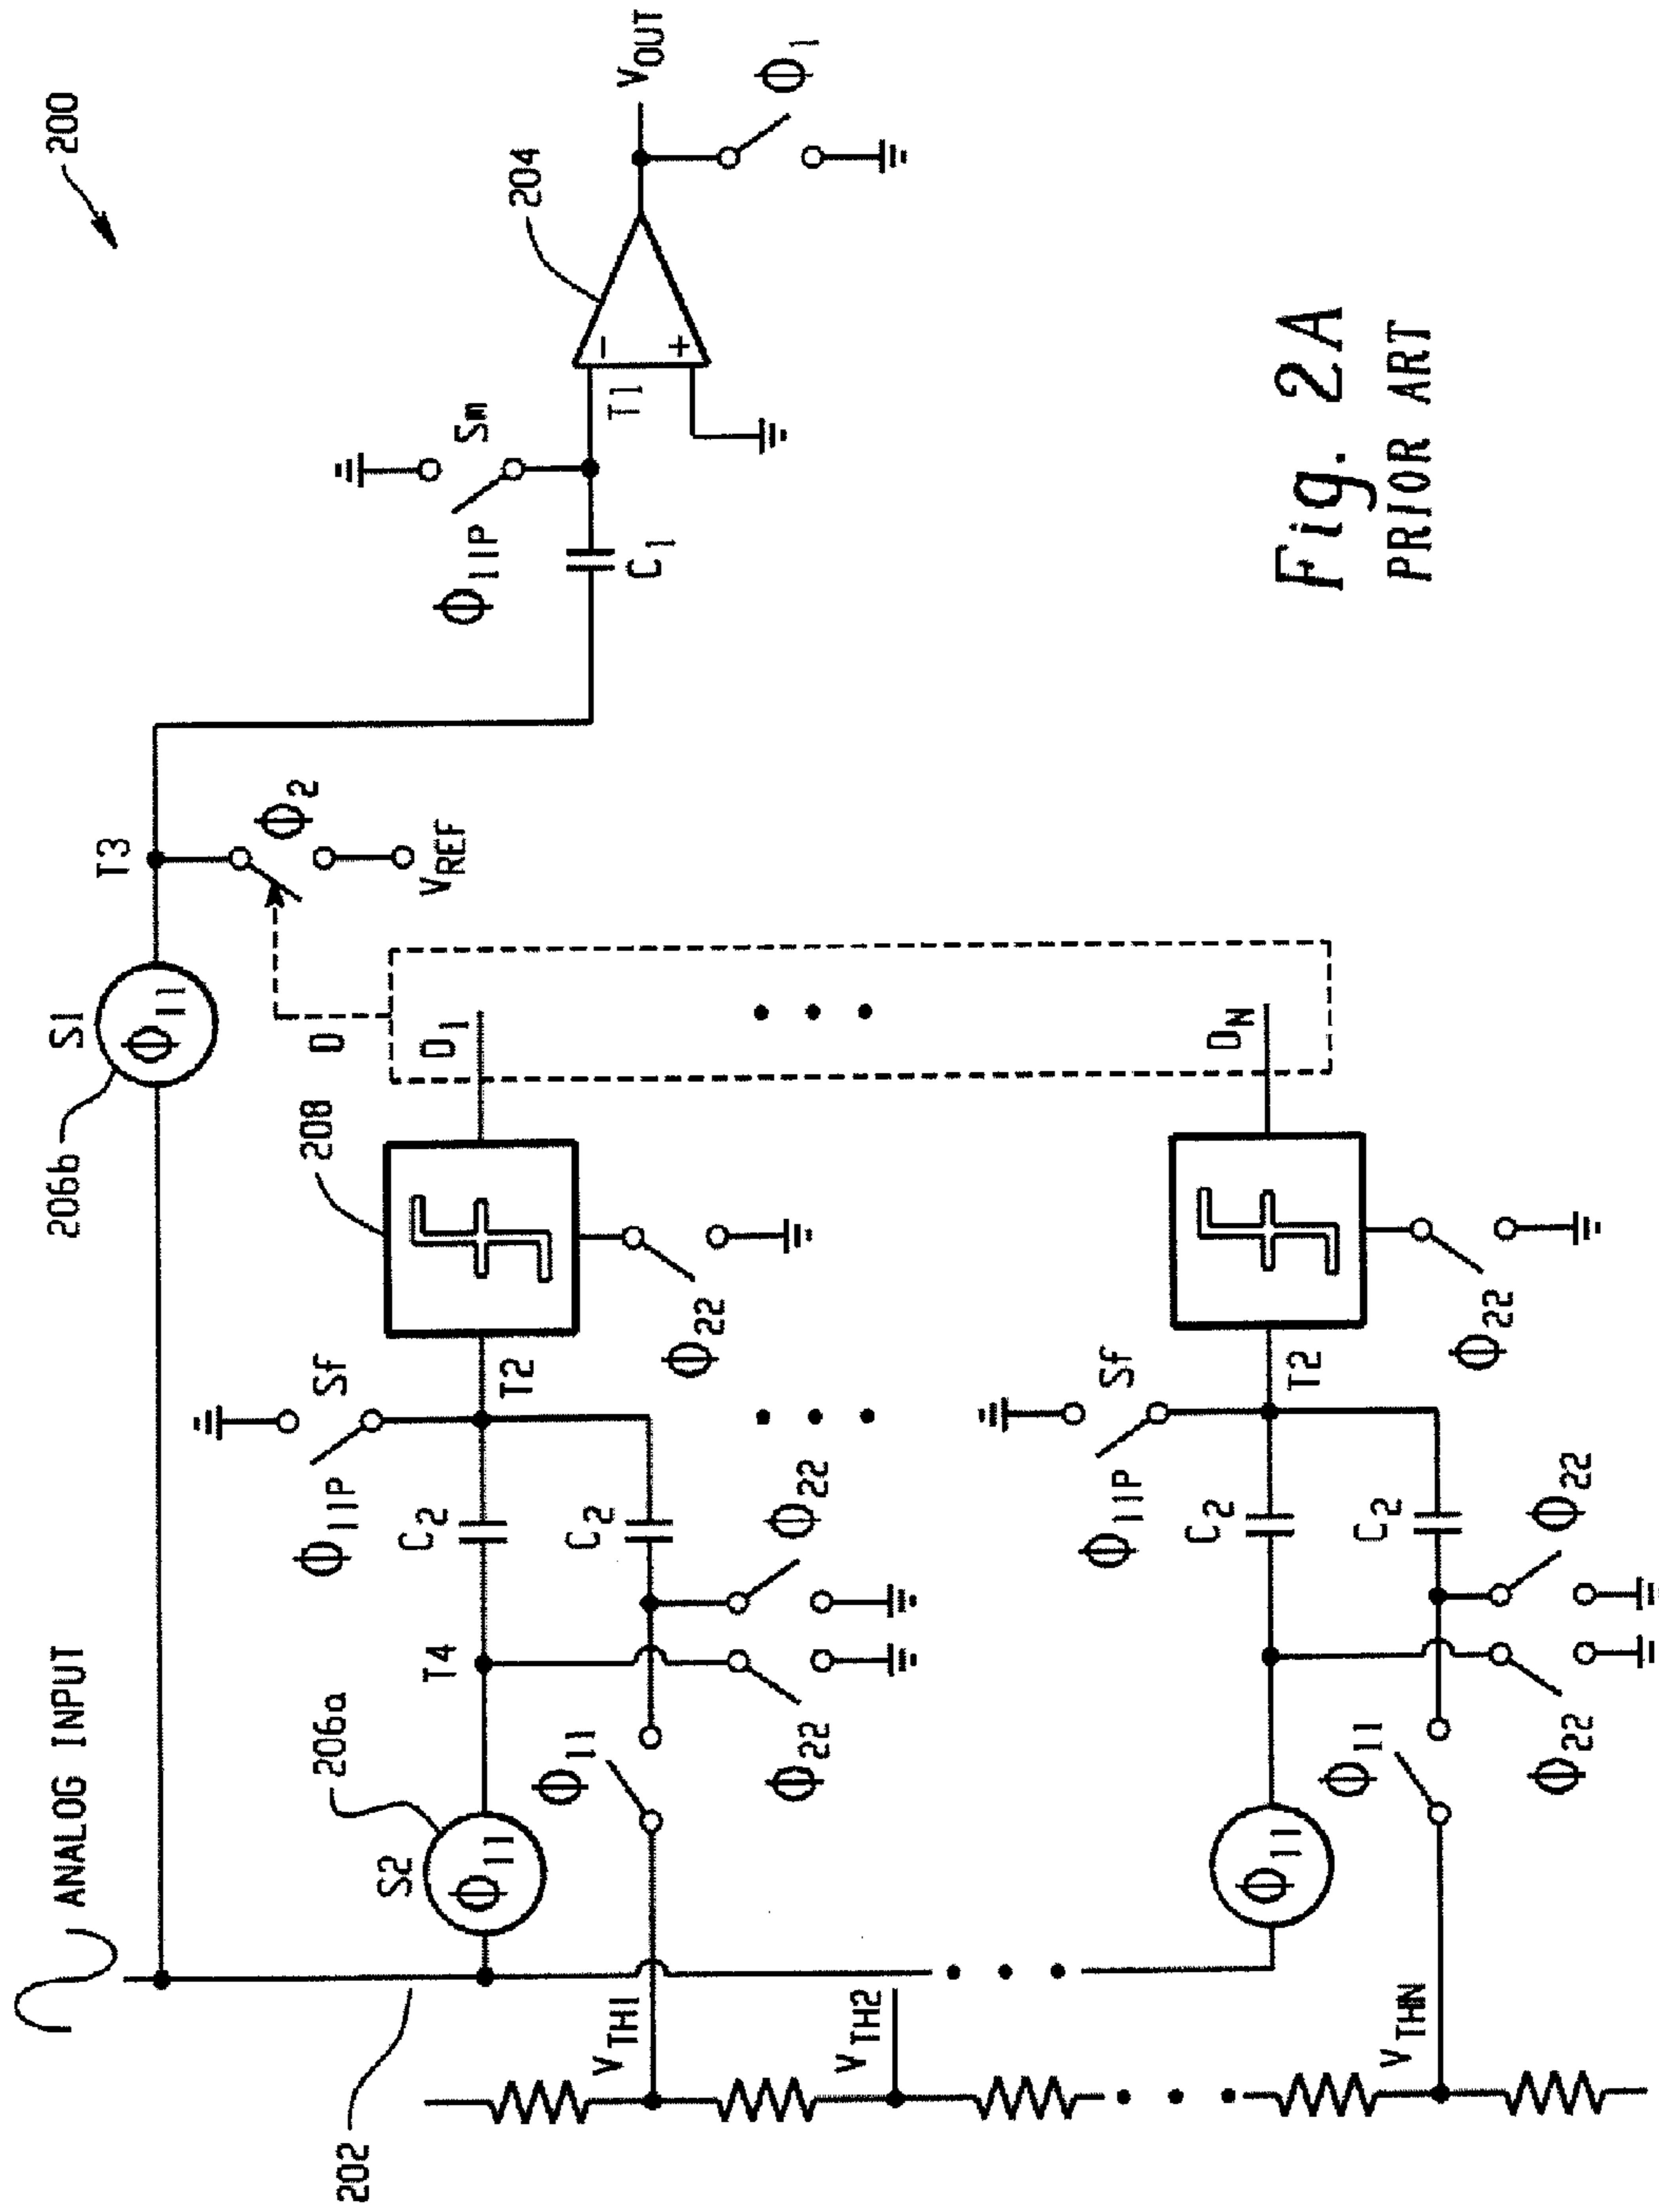 200
ANALOG INPUT
206b
S1
Φ11
T3
Φ2
VREF
D
S2
206a
Φ11
T4
C2
Φ11P
Sf
T2
208
D1
Φ22
Φ11
C2
Φ22
Φ22
Φ11P
Sm
C1
T1
−
+
204
VOUT
Φ1
202
VTH1
VTH2
VTHN
Φ11
Φ11
C2
C2
Φ11P
Sf
T2
Φ22
Φ22
Φ22
DN
Fig. 2A
PRIOR ART